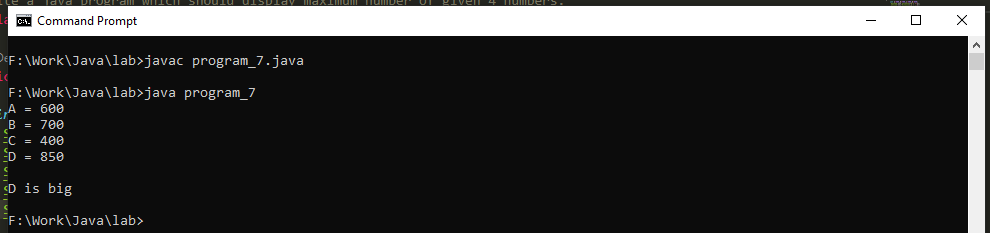 ite a java program which should display maximum number of given 4 numbers.
Command Prompt
F:\Work\Java\lab>javac program_7.java
F:\Work\Java\lab>java program_7
A = 600
B = 700
C = 400
D = 850
D is big
F:\Work\Java\lab>